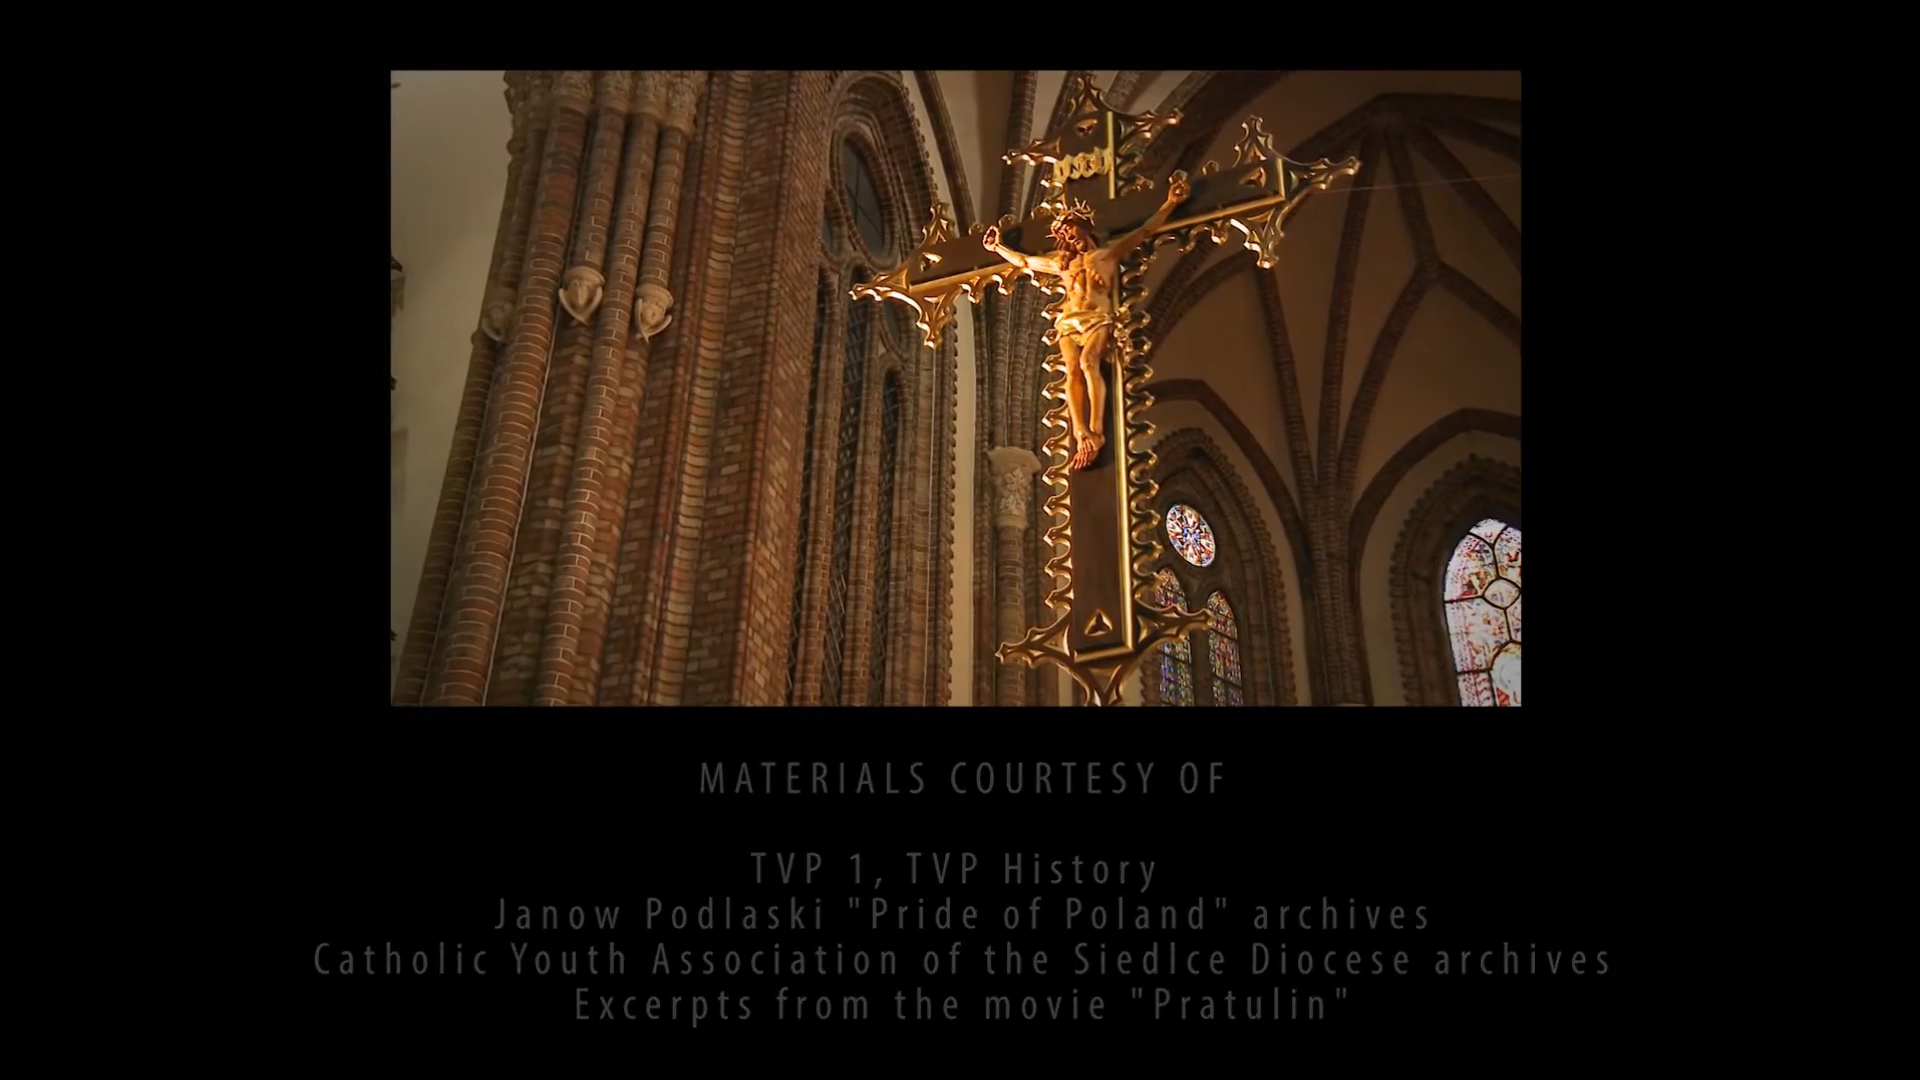 MATERIALS COURTESY OF
TVP 1, TVP History
Janow Podlaski "Pride of Poland" archives
Catholic Youth Association of the Siedlce Diocese archives
Excerpts from the movie "Pratulin"